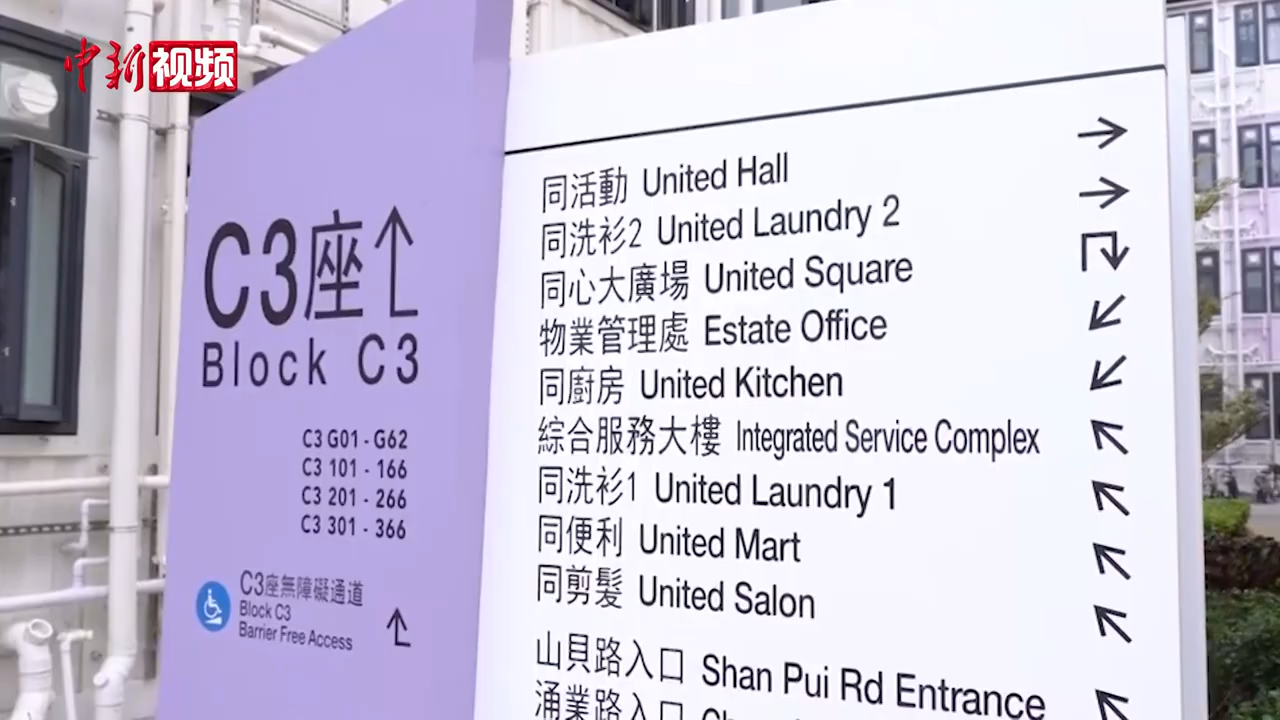 中新视频
C3座
Block C3
C3 G01 - G62
C3 101 - 166
C3 201 - 266
C3 301 - 366
C3座無障礙通道
Block C3
Barrier Free Access
同活動 United Hall
同洗衫2 United Laundry 2
同心大廣場 United Square
物業管理處 Estate Office
同廚房 United Kitchen
綜合服務大樓 Integrated Service Complex
同洗衫1 United Laundry 1
同便利 United Mart
同剪髮 United Salon
山貝路入口 Shan Pui Rd Entrance
涌業路入口